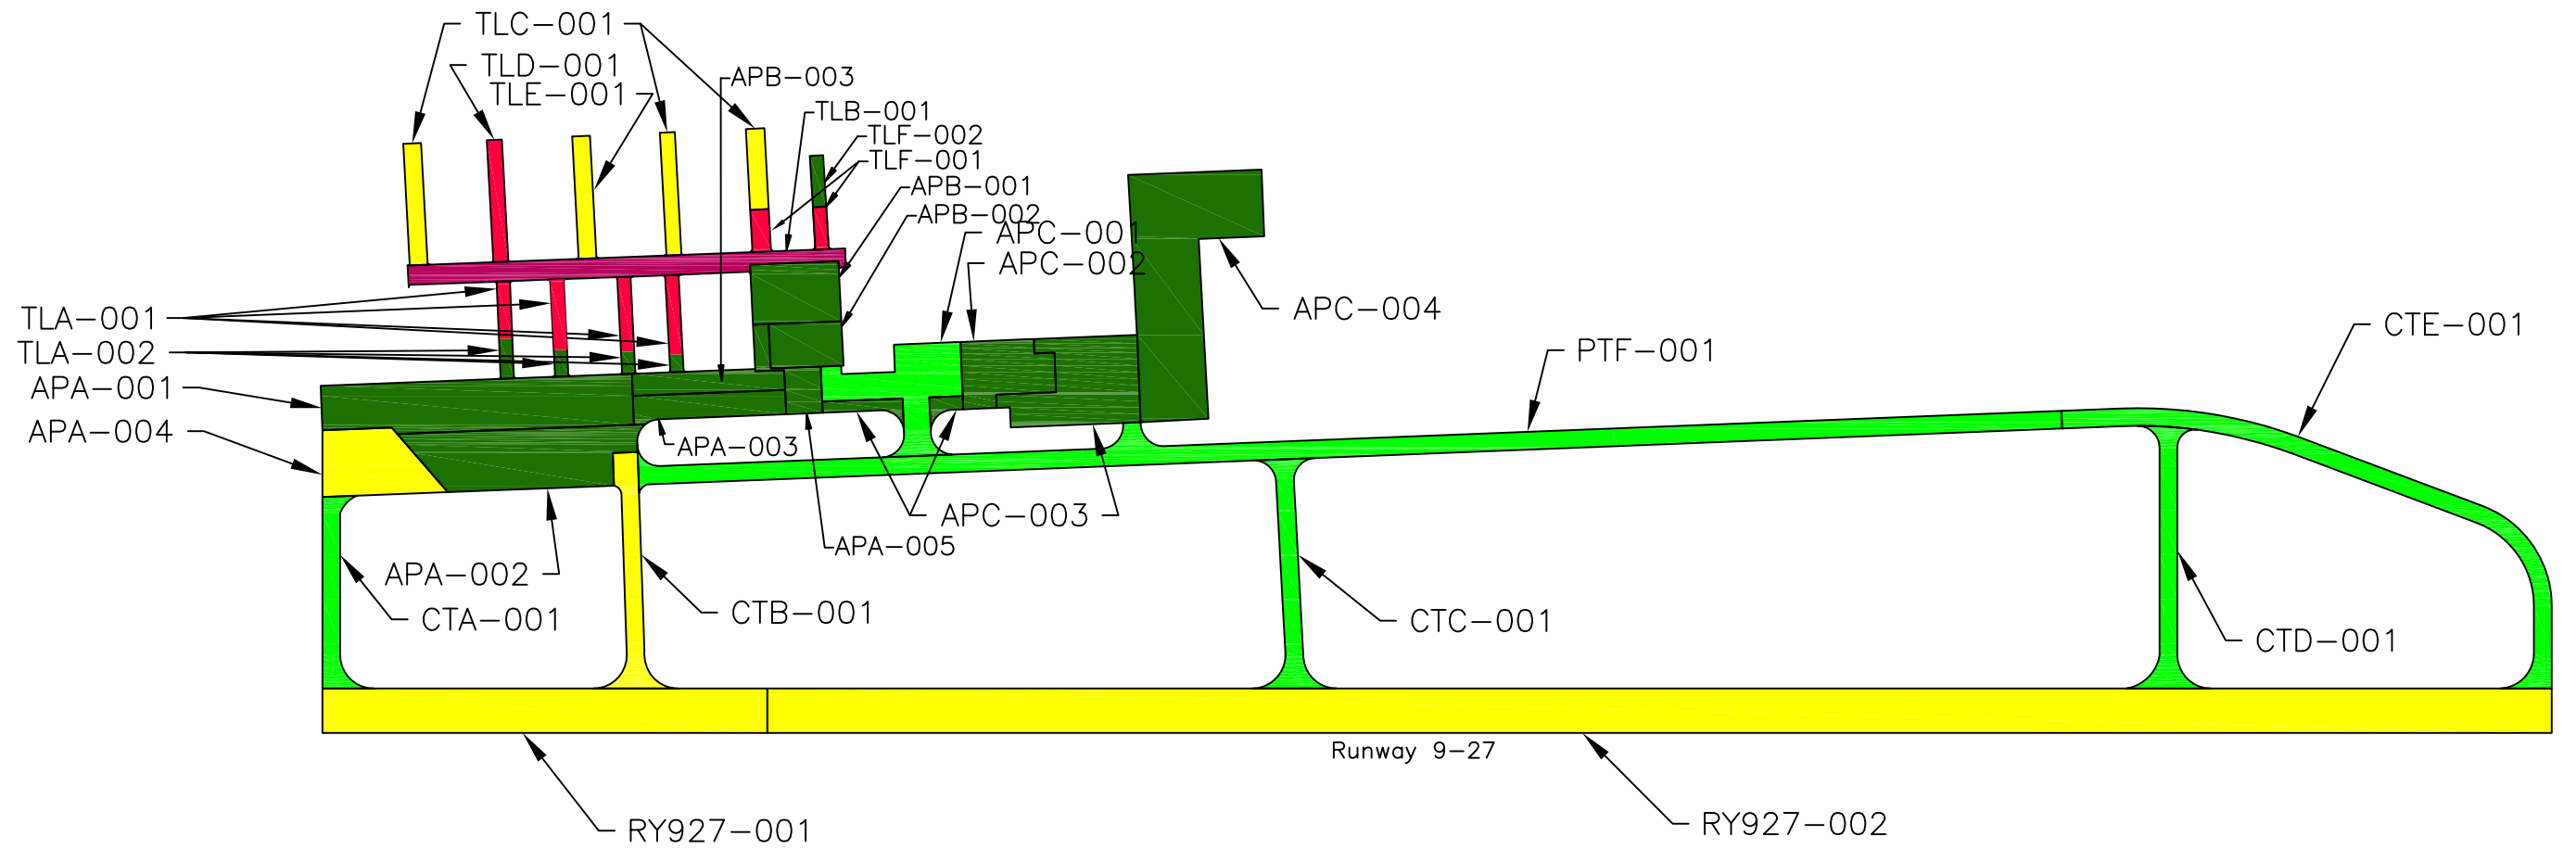 TLC-001
TLD-001
APB-003
TLE-001
TLB-001
TLF-002
TLF-001
APB-001
APB-002
APC-001
APC-002
APC-004
TLA-001
CTE-001
TLA-002
PTF-001
APA-001
APA-004
APA-003
APC-003
APA-005
APA-002
CTB-001
CTA-001
CTC-001
CTD-001
Runway 9-27
RY927-001
RY927-002